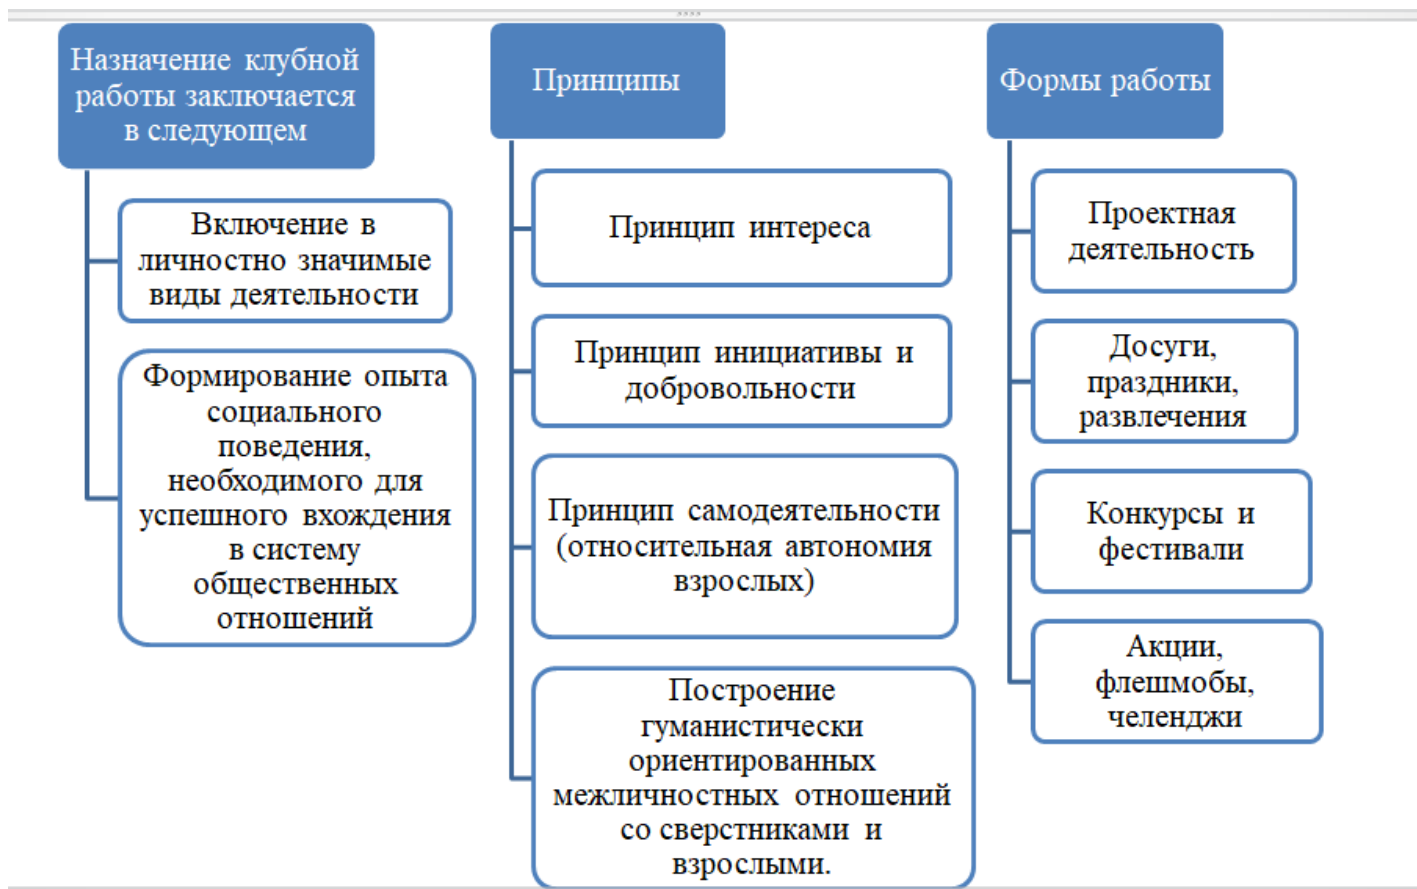 Назначение клубной
работы заключается
в следующем
Включение в
личностно значимые
виды деятельности
Формирование опыта
социального
поведения,
необходимого для
успешного вхождения
в систему
общественных
отношений
Принципы
Принцип интереса
Принцип инициативы и
добровольности
Принцип самодеятельности
(относительная автономия
взрослых)
Построение
гуманистически
ориентированных
межличностных отношений
со сверстниками и
взрослыми.
Формы работы
Проектная
деятельность
Досуги,
праздники,
развлечения
Конкурсы и
фестивали
Акции,
флешмобы,
челенджи